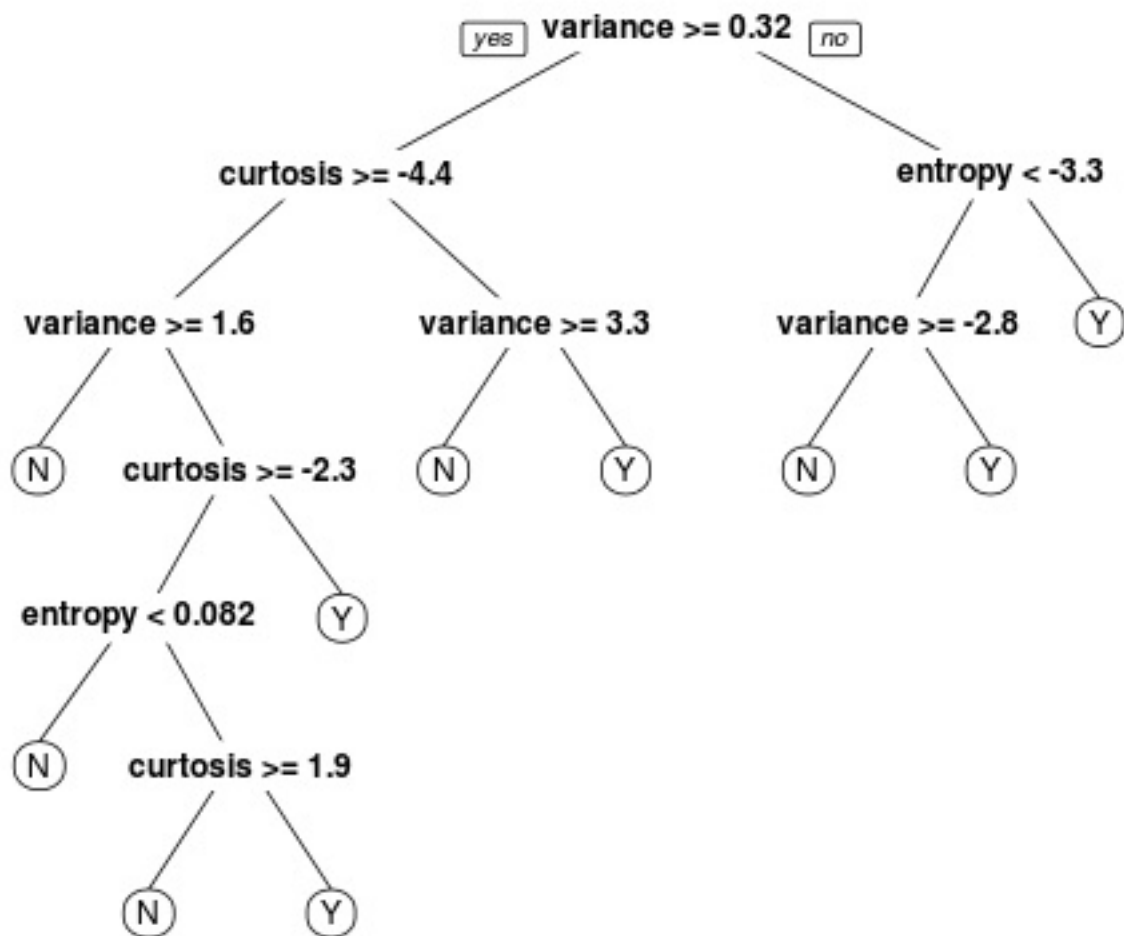 yes variance >= 0.32 no
curtosis >= -4.4 entropy < -3.3
variance >= 1.6 variance >= 3.3 variance >= -2.8 Y
N curtosis >= -2.3 N Y N Y
entropy < 0.082 Y
N curtosis >= 1.9
N Y